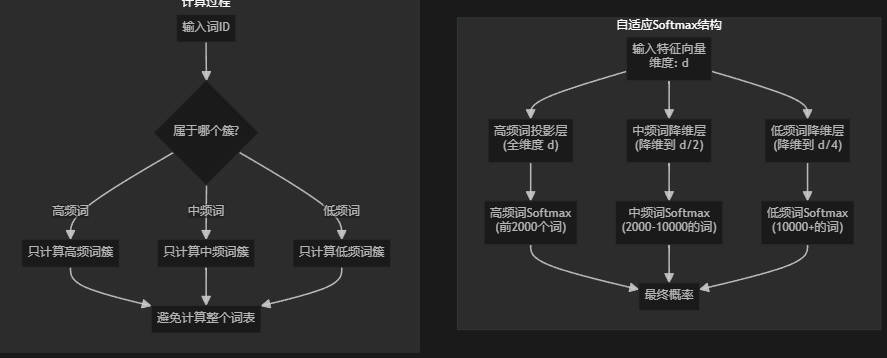 计算过程
输入词ID
属于哪个簇?
高频词
中频词
低频词
只计算高频词簇
只计算中频词簇
只计算低频词簇
避免计算整个词表
自适应Softmax结构
输入特征向量
维度: d
高频词投影层
(全维度 d)
中频词降维层
(降维到 d/2)
低频词降维层
(降维到 d/4)
高频词Softmax
(前2000个词)
中频词Softmax
(2000-10000的词)
低频词Softmax
(10000+的词)
最终概率